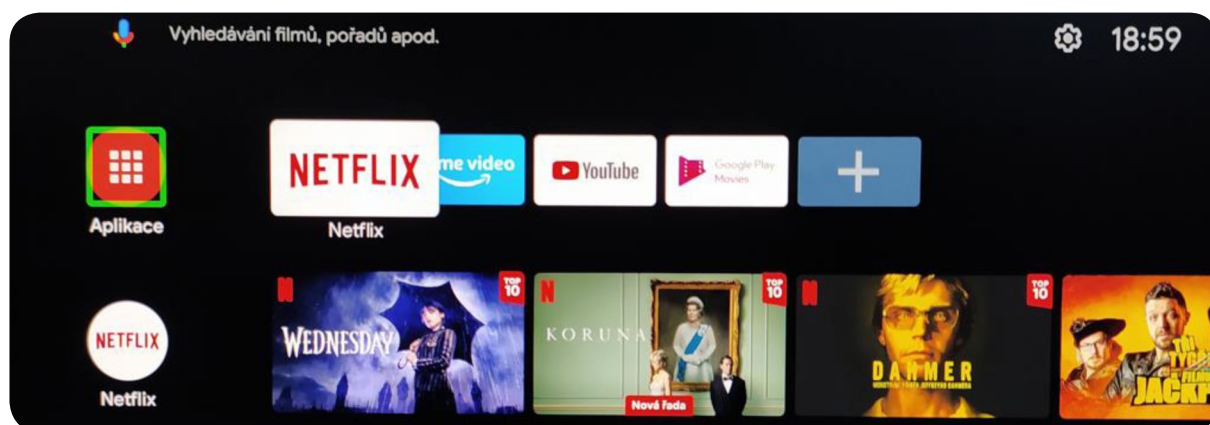 Vyhledávání filmů, pořadů apod.
18:59
NETFLIX
me video
YouTube
Google Play
Movies
Aplikace
Netflix
TOP
10
TOP
10
TOP
10
N
N
N
WEDNESDAY
KORUNA
DAHMER
Nová řada
NETFLIX
Netflix